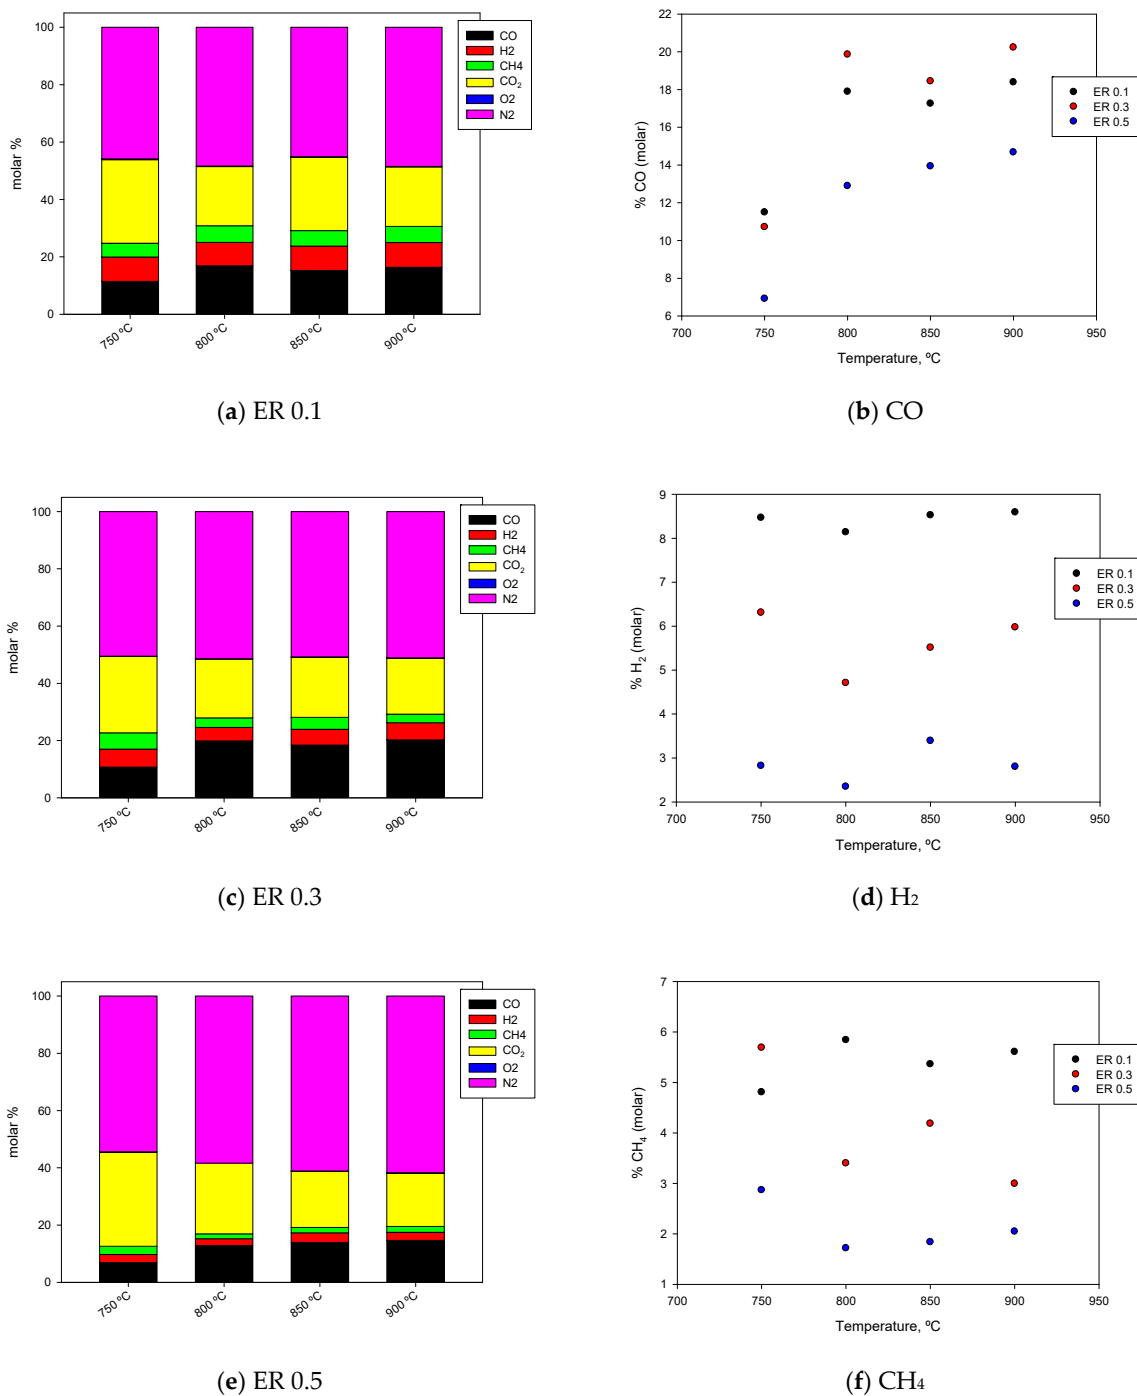 100
80
60
40
20
0
molar %
750 ºC
800 ºC
850 ºC
900 ºC
CO
H2
CH4
CO₂
O2
N2
(a) ER 0.1
22
20
18
16
14
12
10
8
6
% CO (molar)
700 750 800 850 900 950
Temperature, ºC
ER 0.1
ER 0.3
ER 0.5
(b) CO
100
80
60
40
20
0
molar %
750 ºC
800 ºC
850 ºC
900 ºC
CO
H2
CH4
CO₂
O2
N2
(c) ER 0.3
9
8
7
6
5
4
3
2
% H₂ (molar)
700 750 800 850 900 950
Temperature, ºC
ER 0.1
ER 0.3
ER 0.5
(d) H₂
100
80
60
40
20
0
molar %
750 ºC
800 ºC
850 ºC
900 ºC
CO
H2
CH4
CO₂
O2
N2
(e) ER 0.5
7
6
5
4
3
2
1
% CH₄ (molar)
700 750 800 850 900 950
Temperature, ºC
ER 0.1
ER 0.3
ER 0.5
(f) CH₄